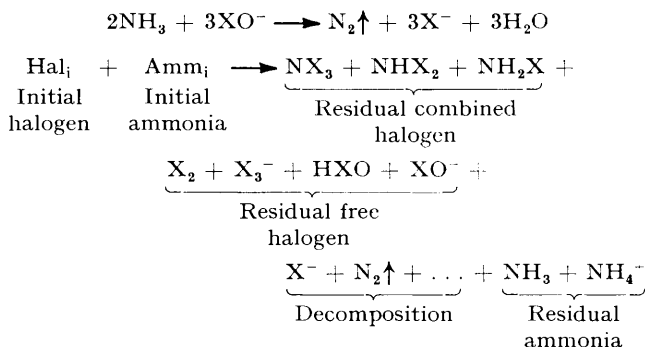 2NH₃ + 3XO⁻ ⟶ N₂↑ + 3X⁻ + 3H₂O
Hal᷊ᵢ + Ammᵢ ⟶ NX₃ + NHX₂ + NH₂X +
Initial halogen Initial ammonia Residual combined halogen
X₂ + X₃⁻ + HXO + XO⁻ +
Residual free halogen
X⁻ + N₂↑ + ... + NH₃ + NH₄⁺
Decomposition Residual ammonia